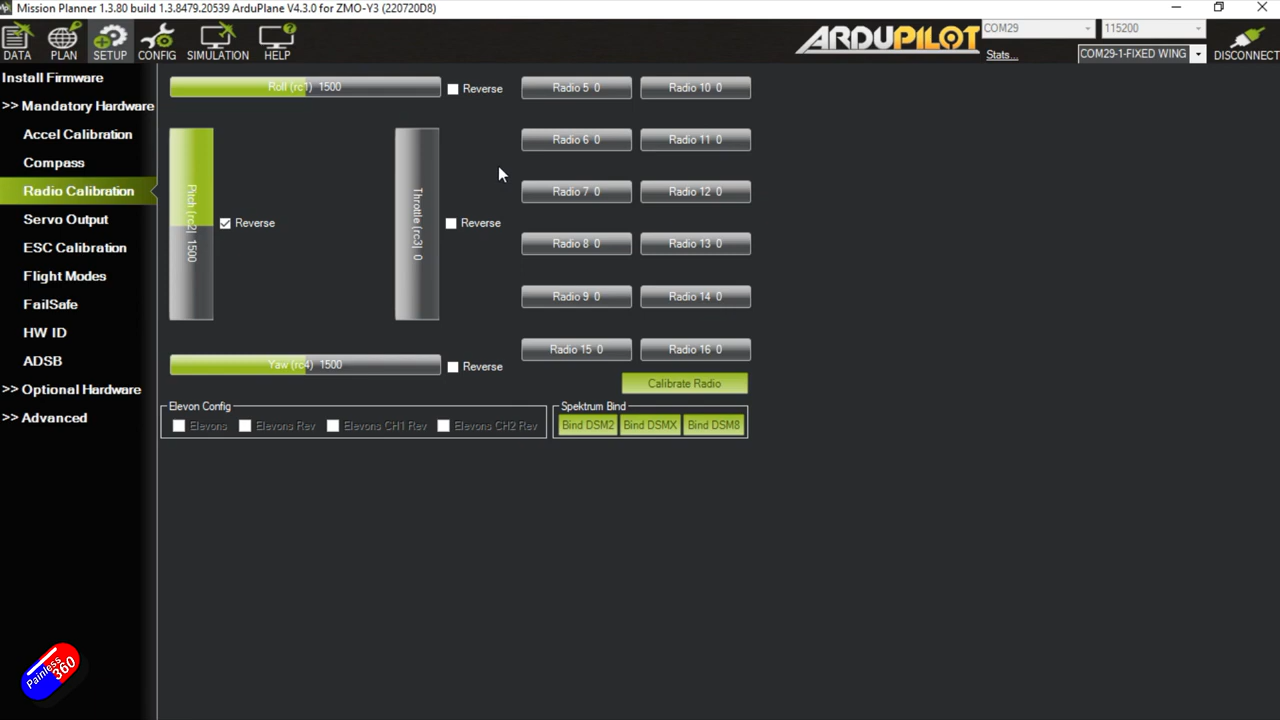 Mission Planner 1.3.80 build 1.3.8479.20539 ArduPlane V4.3.0 for ZMO-Y3 (220720D8)
DATA
PLAN
SETUP
CONFIG
SIMULATION
HELP
ARDUPILOT
COM29
115200
Stats...
COM29-1-FIXED WING
DISCONNECT
Install Firmware
>> Mandatory Hardware
Accel Calibration
Compass
Radio Calibration
Servo Output
ESC Calibration
Flight Modes
FailSafe
HW ID
ADSB
>> Optional Hardware
>> Advanced
Roll (rc1) 1500
Reverse
Pitch (rc2) 1500
Reverse
Throttle (rc3) 0
Reverse
Yaw (rc4) 1500
Reverse
Radio 5 0
Radio 10 0
Radio 6 0
Radio 11 0
Radio 7 0
Radio 12 0
Radio 8 0
Radio 13 0
Radio 9 0
Radio 14 0
Radio 15 0
Radio 16 0
Calibrate Radio
Elevon Config
Elevons
Elevons Rev
Elevons CH1 Rev
Elevons CH2 Rev
Spektrum Bind
Bind DSM2
Bind DSMX
Bind DSM8
Painless
360